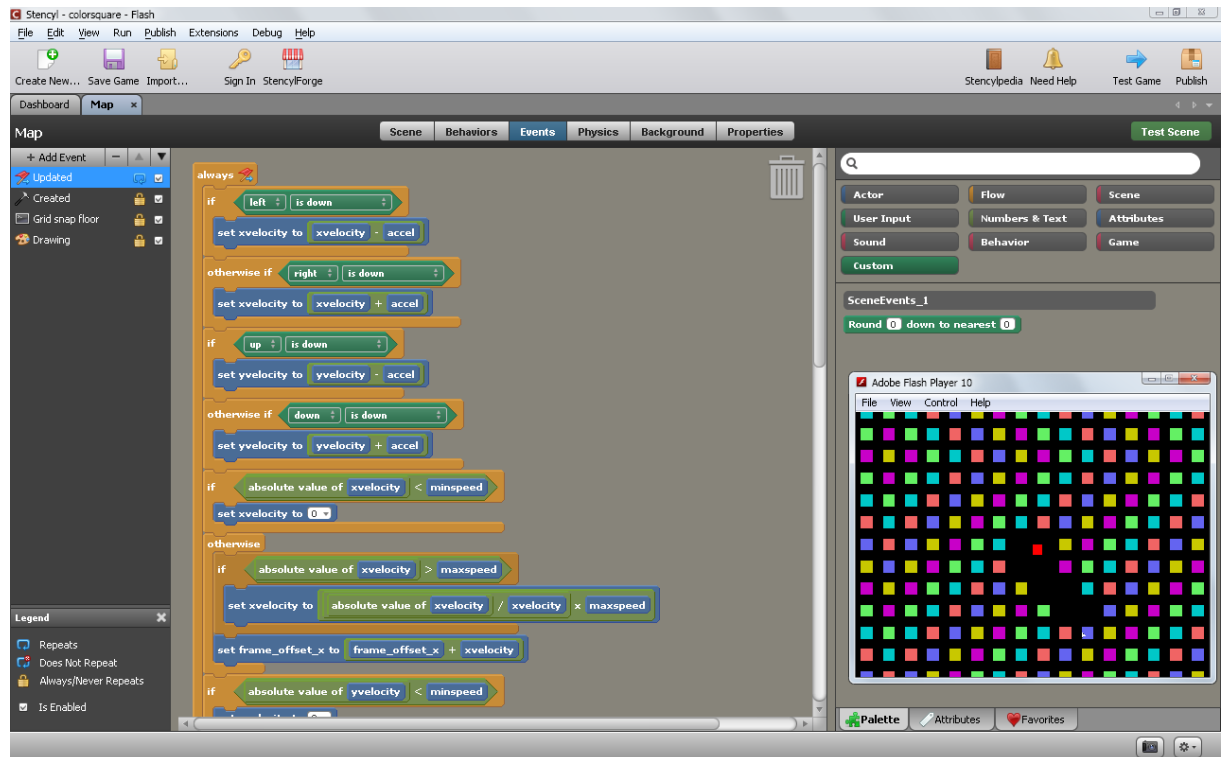 Stencyl - colorsquare - Flash
File Edit View Run Publish Extensions Debug Help
Create New... Save Game Import... Sign In StencylForge Stencylpedia Need Help Test Game Publish
Dashboard Map x
Map Scene Behaviors Events Physics Background Properties Test Scene
+ Add Event
Updated
Created
Grid snap floor
Drawing
Legend
Repeats
Does Not Repeat
Always/Never Repeats
Is Enabled
always
if left is down
set xvelocity to xvelocity - accel
otherwise if right is down
set xvelocity to xvelocity + accel
if up is down
set yvelocity to yvelocity - accel
otherwise if down is down
set yvelocity to yvelocity + accel
if absolute value of xvelocity < minspeed
set xvelocity to 0
otherwise
if absolute value of xvelocity > maxspeed
set xvelocity to absolute value of xvelocity / xvelocity x maxspeed
set frame_offset_x to frame_offset_x + xvelocity
if absolute value of yvelocity < minspeed
Actor Flow Scene
User Input Numbers & Text Attributes
Sound Behavior Game
Custom
SceneEvents_1
Round 0 down to nearest 0
Adobe Flash Player 10
File View Control Help
Palette Attributes Favorites